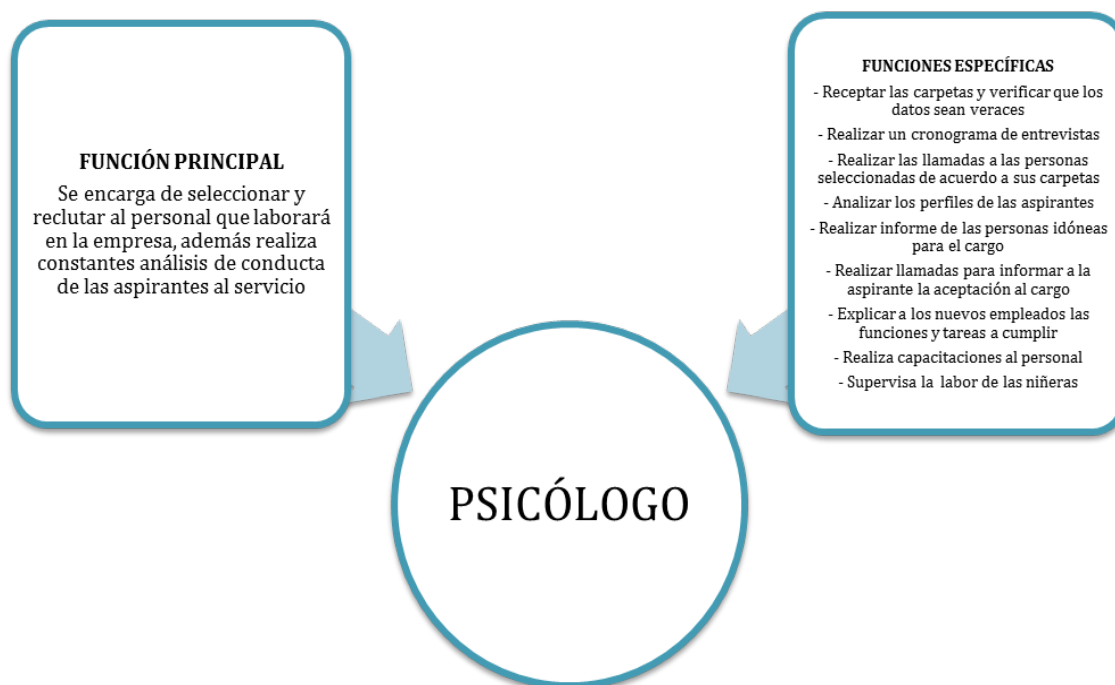 FUNCIÓN PRINCIPAL
Se encarga de seleccionar y
reclutar al personal que laborará
en la empresa, además realiza
constantes análisis de conducta
de las aspirantes al servicio
FUNCIONES ESPECÍFICAS
- Receptar las carpetas y verificar que los
datos sean veraces
- Realizar un cronograma de entrevistas
- Realizar las llamadas a las personas
seleccionadas de acuerdo a sus carpetas
- Analizar los perfiles de las aspirantes
- Realizar informe de las personas idóneas
para el cargo
- Realizar llamadas para informar a la
aspirante la aceptación al cargo
- Explicar a los nuevos empleados las
funciones y tareas a cumplir
- Realiza capacitaciones al personal
- Supervisa la labor de las niñeras
PSICÓLOGO